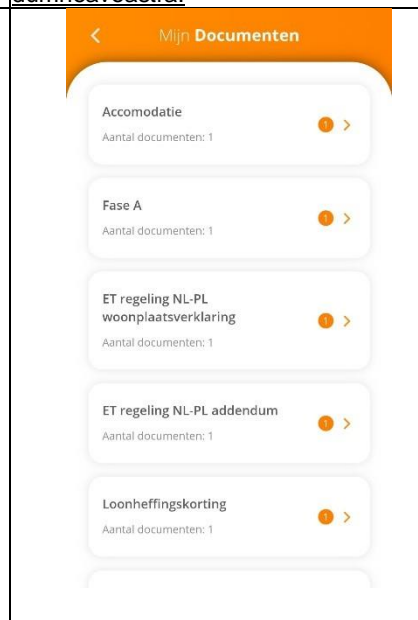 Mijn Documenten
Accomodatie
Aantal documenten: 1
1
Fase A
Aantal documenten: 1
1
ET regeling NL-PL
woonplaatsverklaring
Aantal documenten: 1
1
ET regeling NL-PL addendum
Aantal documenten: 1
1
Loonheffingskorting
Aantal documenten: 1
1